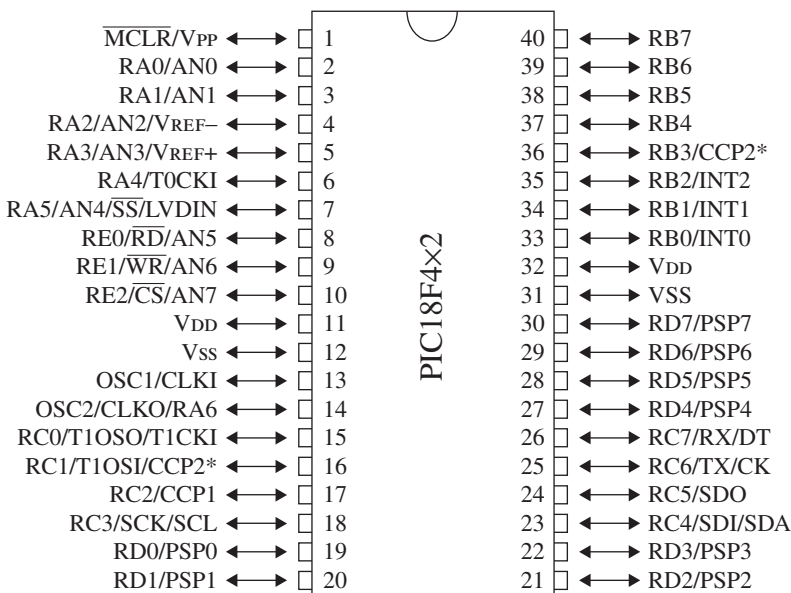 MCLR/VPP 1 40 RB7
RA0/AN0 2 39 RB6
RA1/AN1 3 38 RB5
RA2/AN2/VREF– 4 37 RB4
RA3/AN3/VREF+ 5 36 RB3/CCP2*
RA4/T0CKI 6 35 RB2/INT2
RA5/AN4/SS/LVDIN 7 34 RB1/INT1
RE0/RD/AN5 8 33 RB0/INT0
RE1/WR/AN6 9 32 VDD
RE2/CS/AN7 10 31 VSS
VDD 11 30 RD7/PSP7
VSS 12 29 RD6/PSP6
OSC1/CLKI 13 28 RD5/PSP5
OSC2/CLKO/RA6 14 27 RD4/PSP4
RC0/T1OSO/T1CKI 15 26 RC7/RX/DT
RC1/T1OSI/CCP2* 16 25 RC6/TX/CK
RC2/CCP1 17 24 RC5/SDO
RC3/SCK/SCL 18 23 RC4/SDI/SDA
RD0/PSP0 19 22 RD3/PSP3
RD1/PSP1 20 21 RD2/PSP2
PIC18F4×2